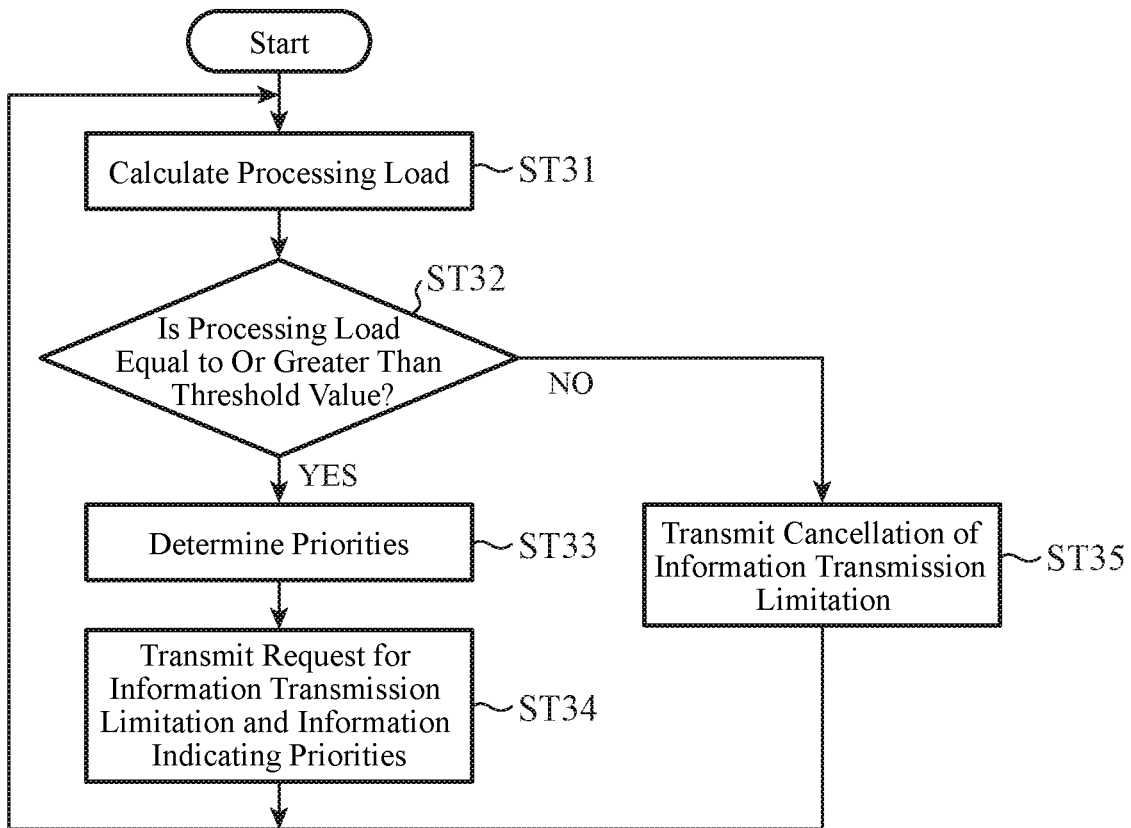 Start
Calculate Processing Load
ST31
ST32
Is Processing Load
Equal to Or Greater Than
Threshold Value?
NO
YES
Determine Priorities
ST33
Transmit Cancellation of
Information Transmission
Limitation
ST35
Transmit Request for
Information Transmission
Limitation and Information
Indicating Priorities
ST34